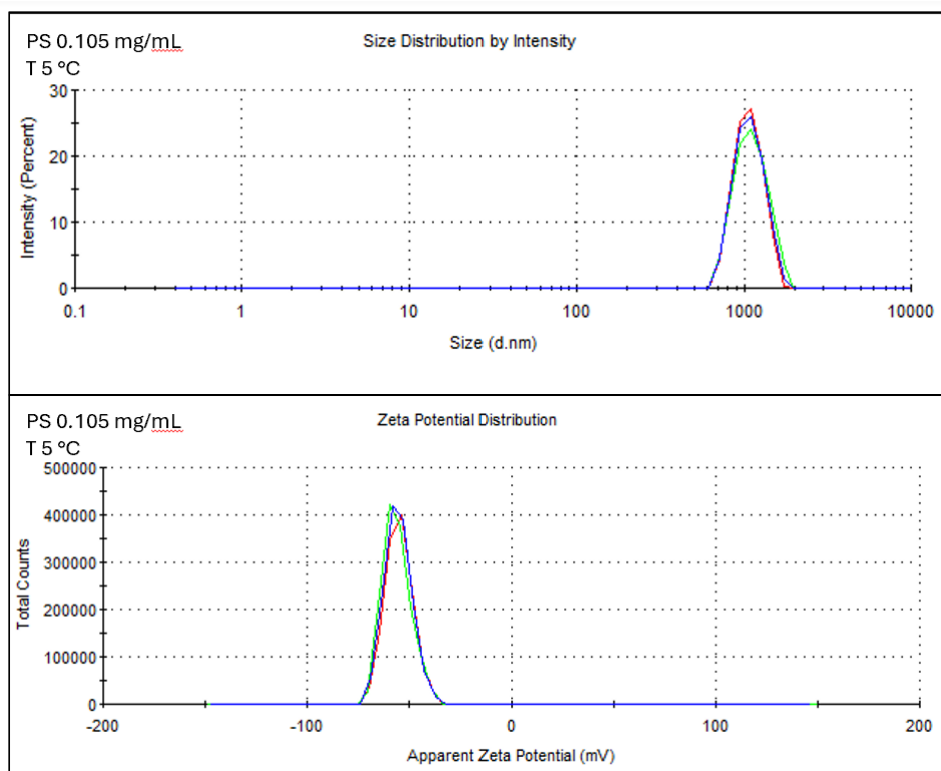 PS 0.105 mg/mL
T 5 °C
Size Distribution by Intensity
Intensity (Percent)
30
20
10
0
0.1 1 10 100 1000 10000
Size (d.nm)
PS 0.105 mg/mL
T 5 °C
Zeta Potential Distribution
Total Counts
500000
400000
300000
200000
100000
0
-200 -100 0 100 200
Apparent Zeta Potential (mV)